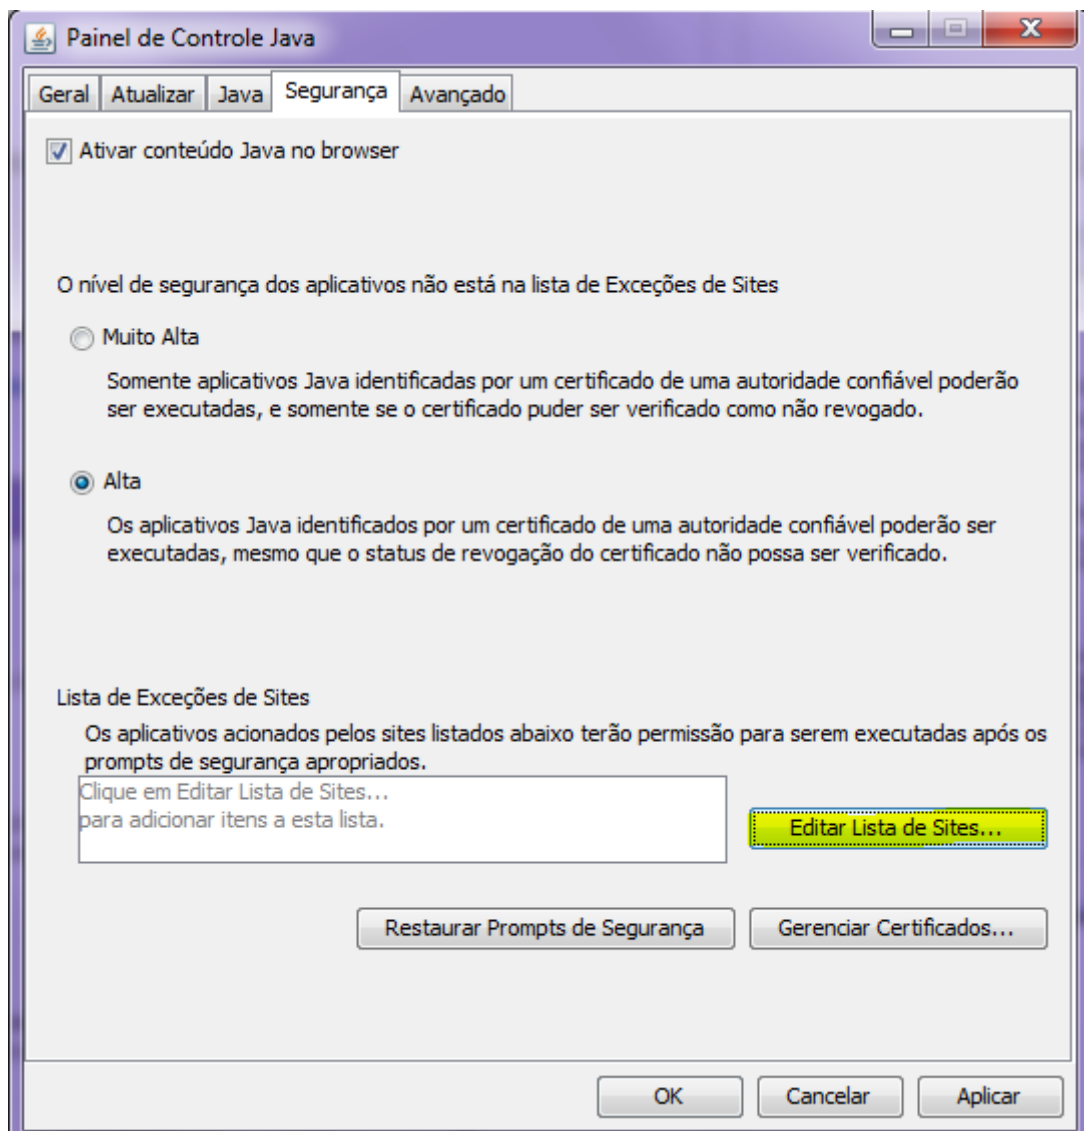 Painel de Controle Java
Geral Atualizar Java Segurança Avançado
Ativar conteúdo Java no browser
O nível de segurança dos aplicativos não está na lista de Exceções de Sites
Muito Alta
Somente aplicativos Java identificadas por um certificado de uma autoridade confiável poderão
ser executadas, e somente se o certificado puder ser verificado como não revogado.
Alta
Os aplicativos Java identificados por um certificado de uma autoridade confiável poderão ser
executadas, mesmo que o status de revogação do certificado não possa ser verificado.
Lista de Exceções de Sites
Os aplicativos acionados pelos sites listados abaixo terão permissão para serem executadas após os
prompts de segurança apropriados.
Clique em Editar Lista de Sites...
para adicionar itens a esta lista.
Editar Lista de Sites...
Restaurar Prompts de Segurança Gerenciar Certificados...
OK Cancelar Aplicar